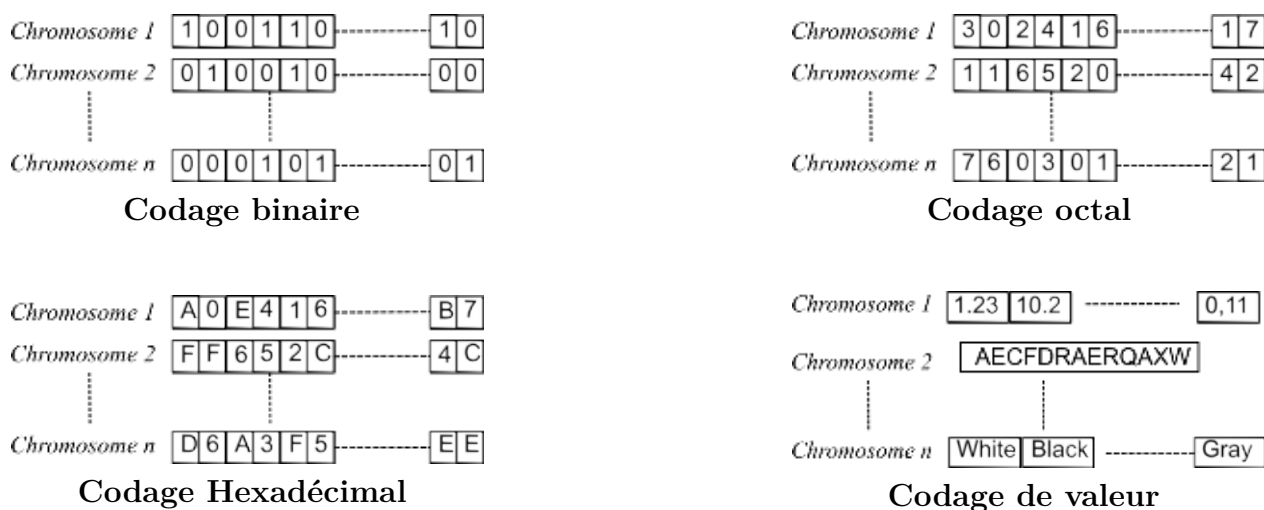 Chromosome 1 1 0 0 1 1 0 1 0
Chromosome 2 0 1 0 0 1 0 0 0
Chromosome n 0 0 0 1 0 1 0 1
Codage binaire
Chromosome 1 3 0 2 4 1 6 1 7
Chromosome 2 1 1 6 5 2 0 4 2
Chromosome n 7 6 0 3 0 1 2 1
Codage octal
Chromosome 1 A 0 E 4 1 6 B 7
Chromosome 2 F F 6 5 2 C 4 C
Chromosome n D 6 A 3 F 5 E E
Codage Hexadécimal
Chromosome 1 1.23 10.2 0,11
Chromosome 2 AECFDRAERQAXW
Chromosome n White Black Gray
Codage de valeur